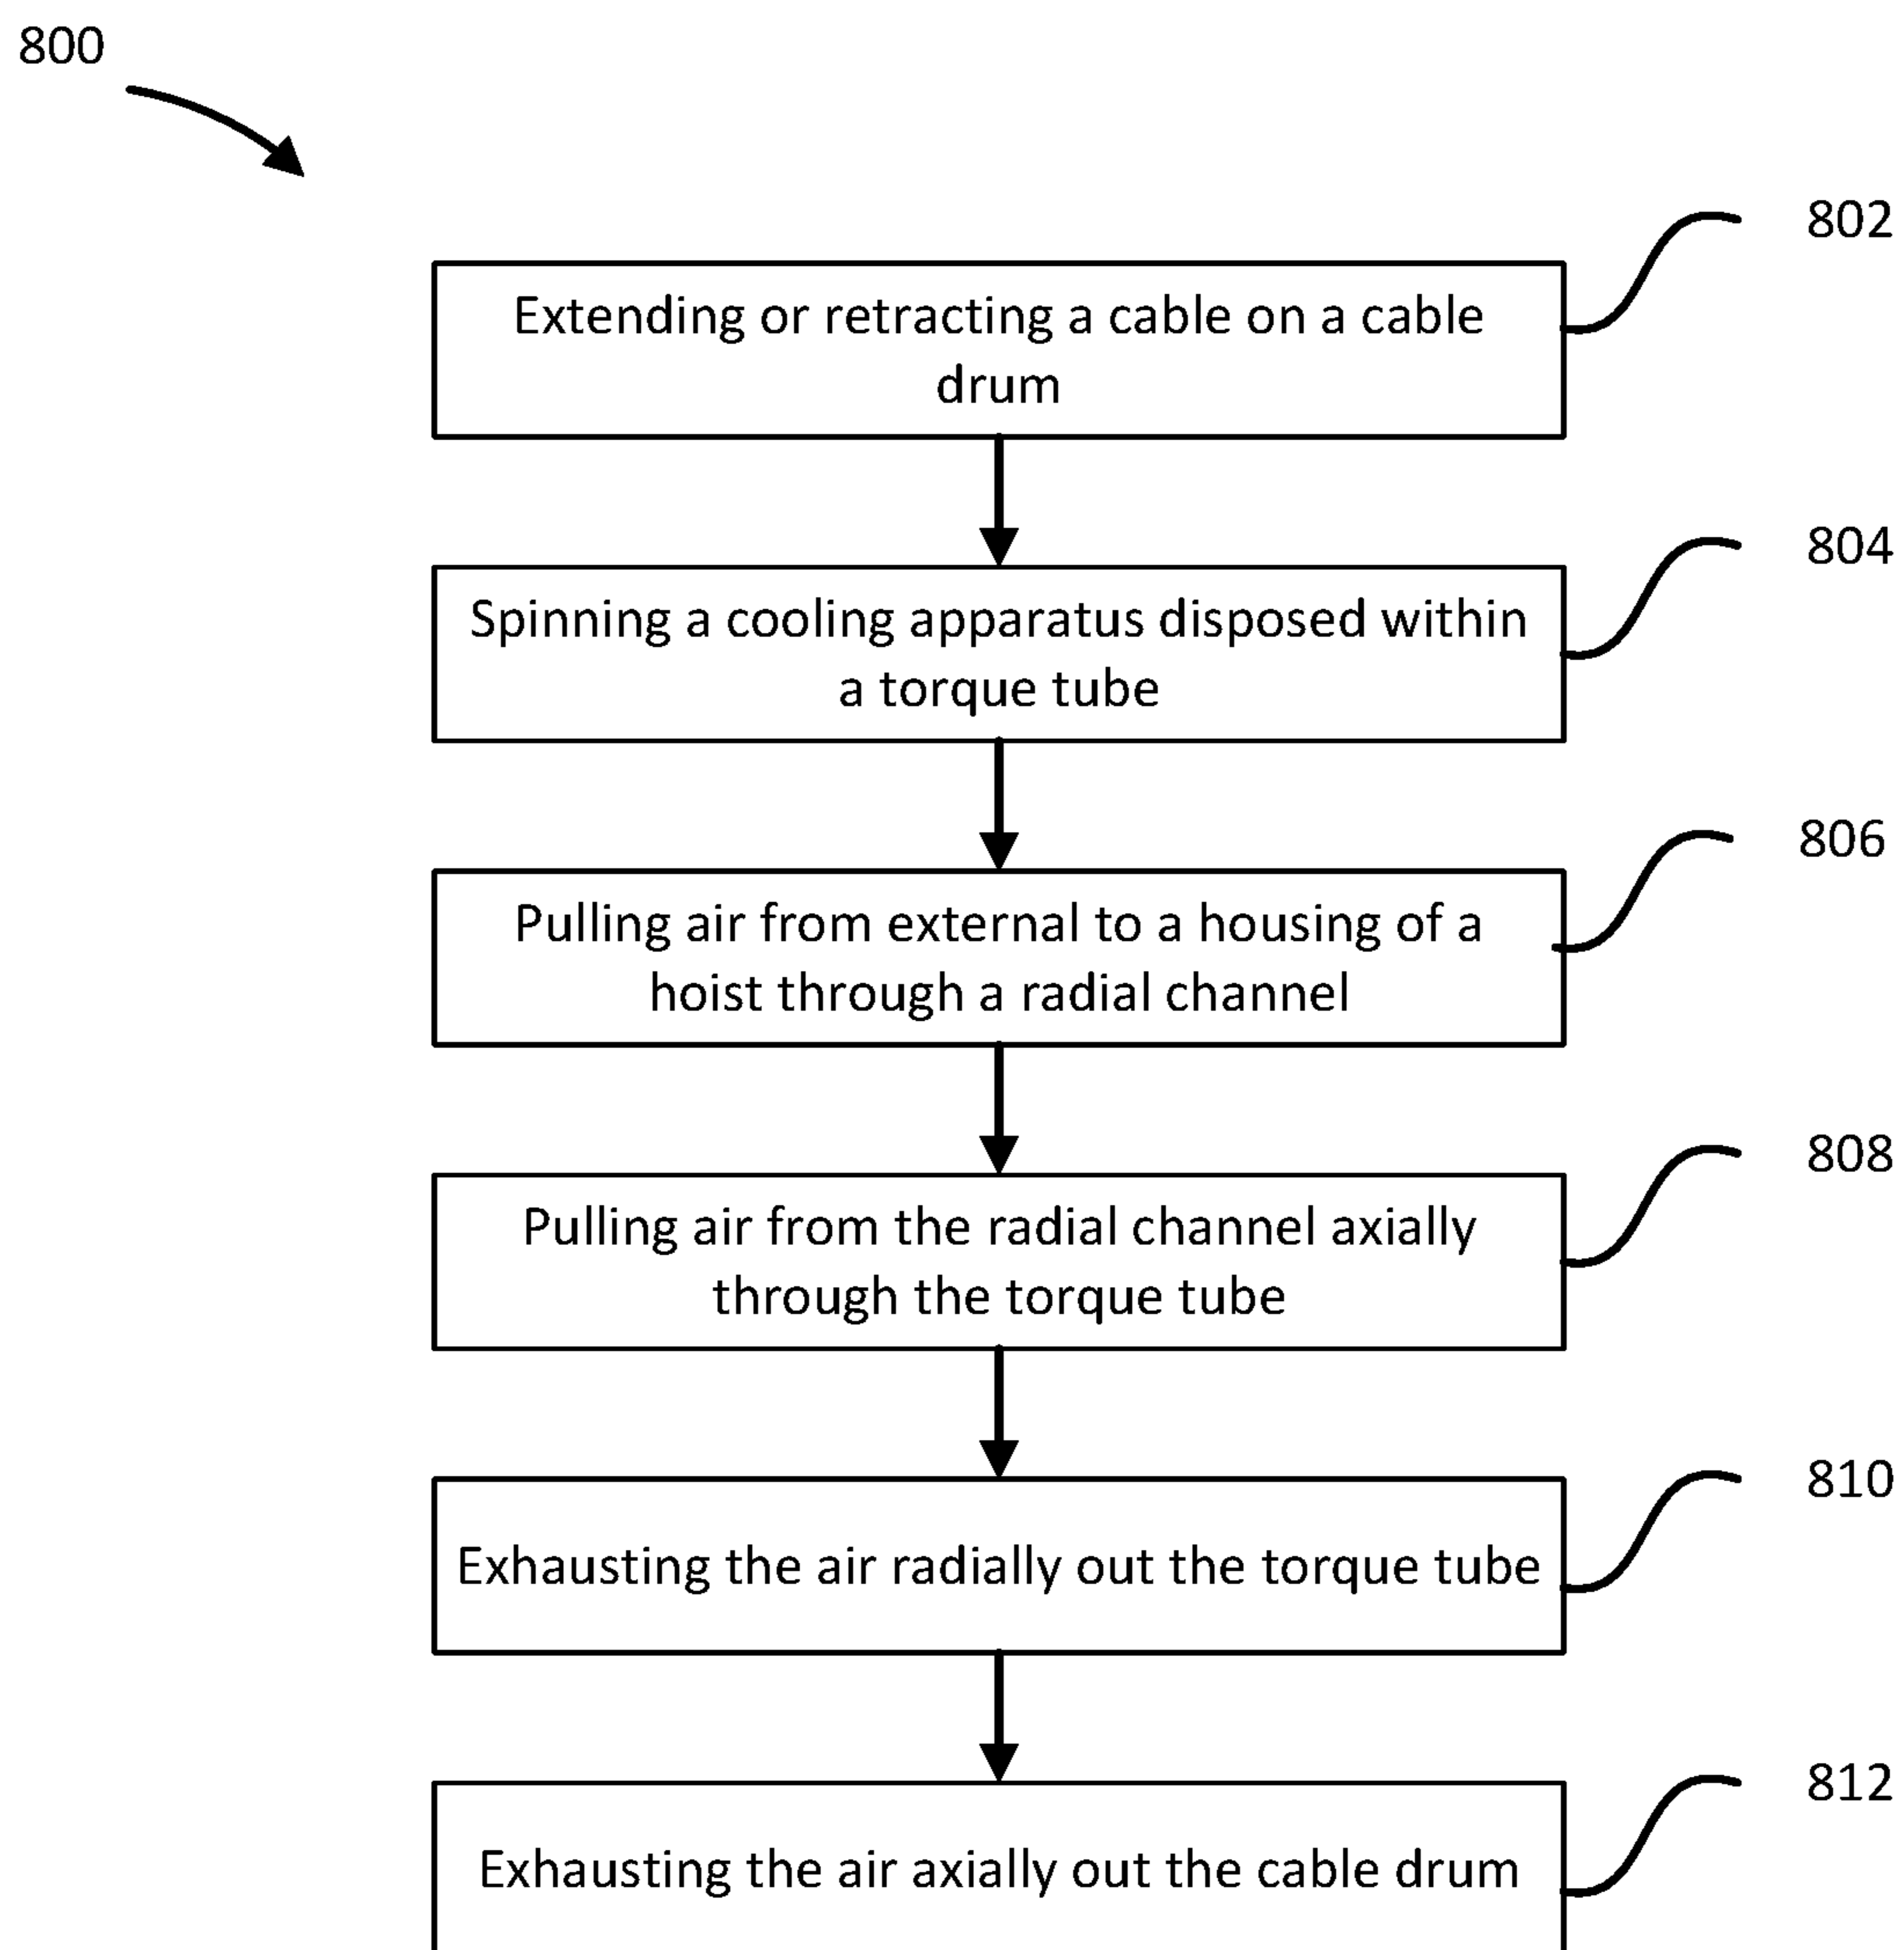 800
802
Extending or retracting a cable on a cable
drum
804
Spinning a cooling apparatus disposed within
a torque tube
806
Pulling air from external to a housing of a
hoist through a radial channel
808
Pulling air from the radial channel axially
through the torque tube
810
Exhausting the air radially out the torque tube
812
Exhausting the air axially out the cable drum